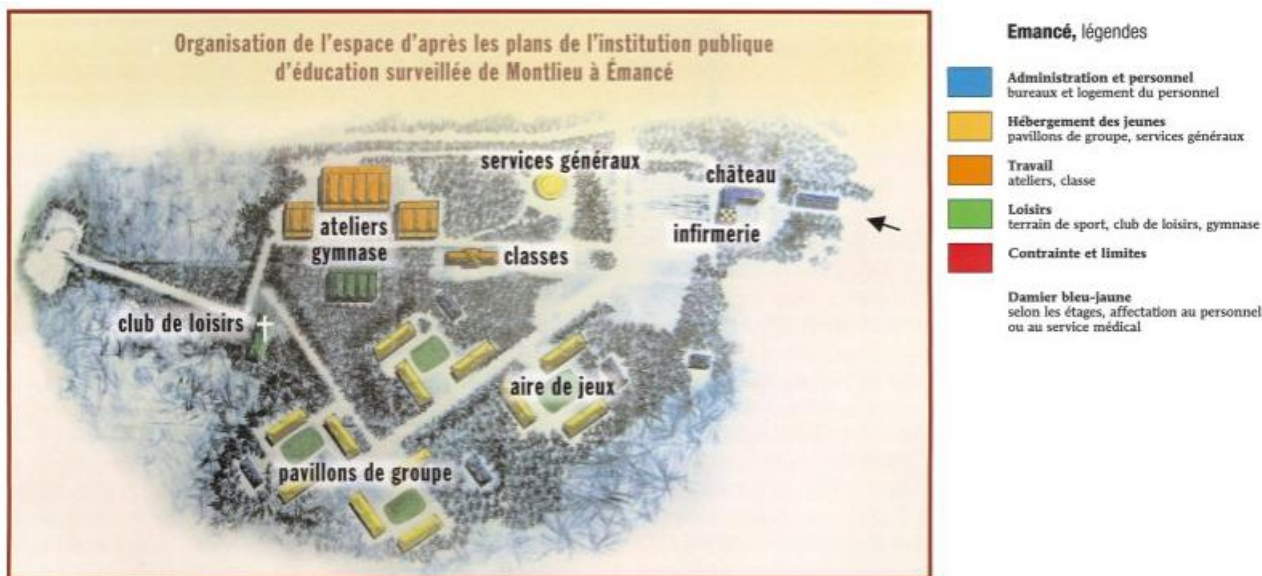 Organisation de l'espace d'après les plans de l'institution publique
d'éducation surveillée de Montlieu à Émancé
services généraux
château
ateliers
infirmerie
gymnase
classes
club de loisirs
aire de jeux
pavillons de groupe
Emancé, légendes
Administration et personnel
bureaux et logement du personnel
Hébergement des jeunes
pavillons de groupe, services généraux
Travail
ateliers, classe
Loisirs
terrain de sport, club de loisirs, gymnase
Contrainte et limites
Damier bleu-jaune
selon les étages, affectation au personnel
ou au service médical